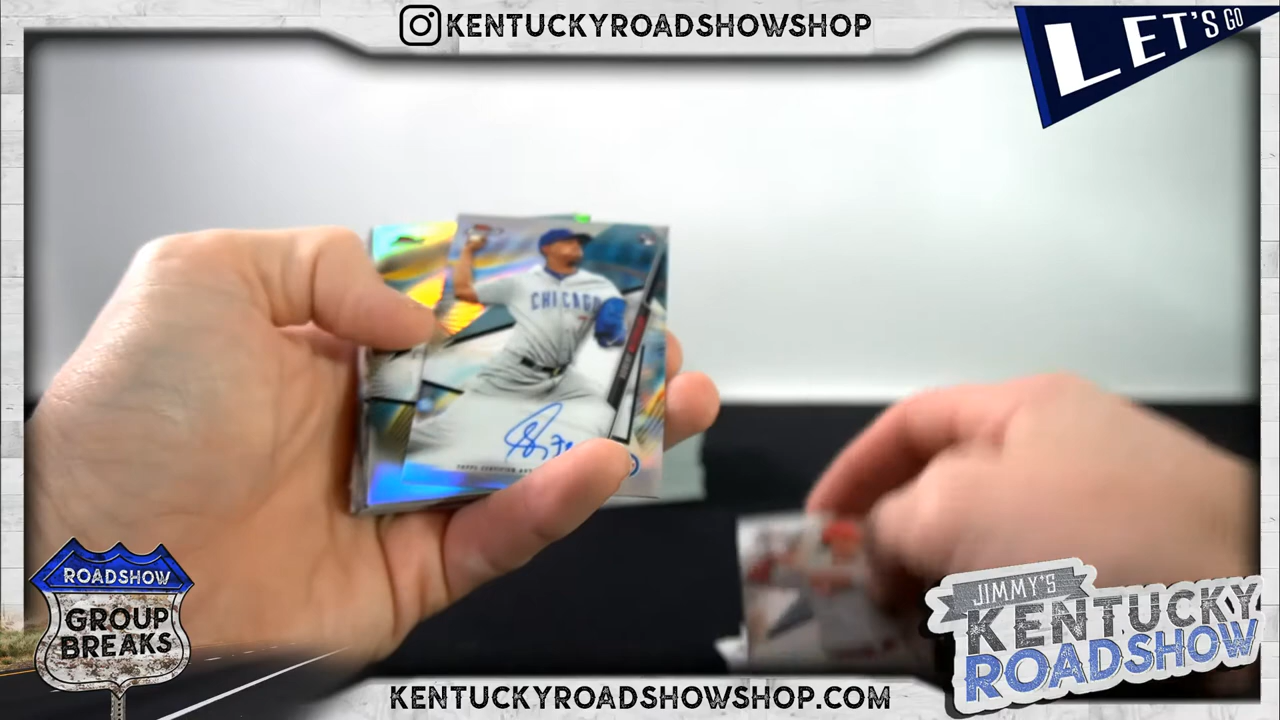 KENTUCKYROADSHOWSHOP
LET'S GO
CHICAGO
ROADSHOW
GROUP
BREAKS
JIMMY'S
KENTUCKY
ROADSHOW
KENTUCKYROADSHOWSHOP.COM